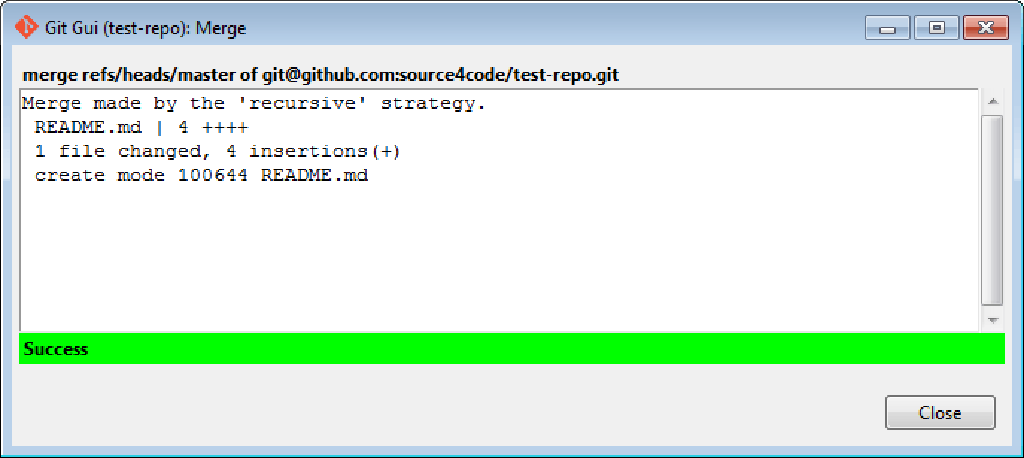 Git Gui (test-repo): Merge
merge refs/heads/master of git@github.com:source4code/test-repo.git
Merge made by the 'recursive' strategy.
README.md | 4 ++++
1 file changed, 4 insertions(+)
create mode 100644 README.md
Success
Close